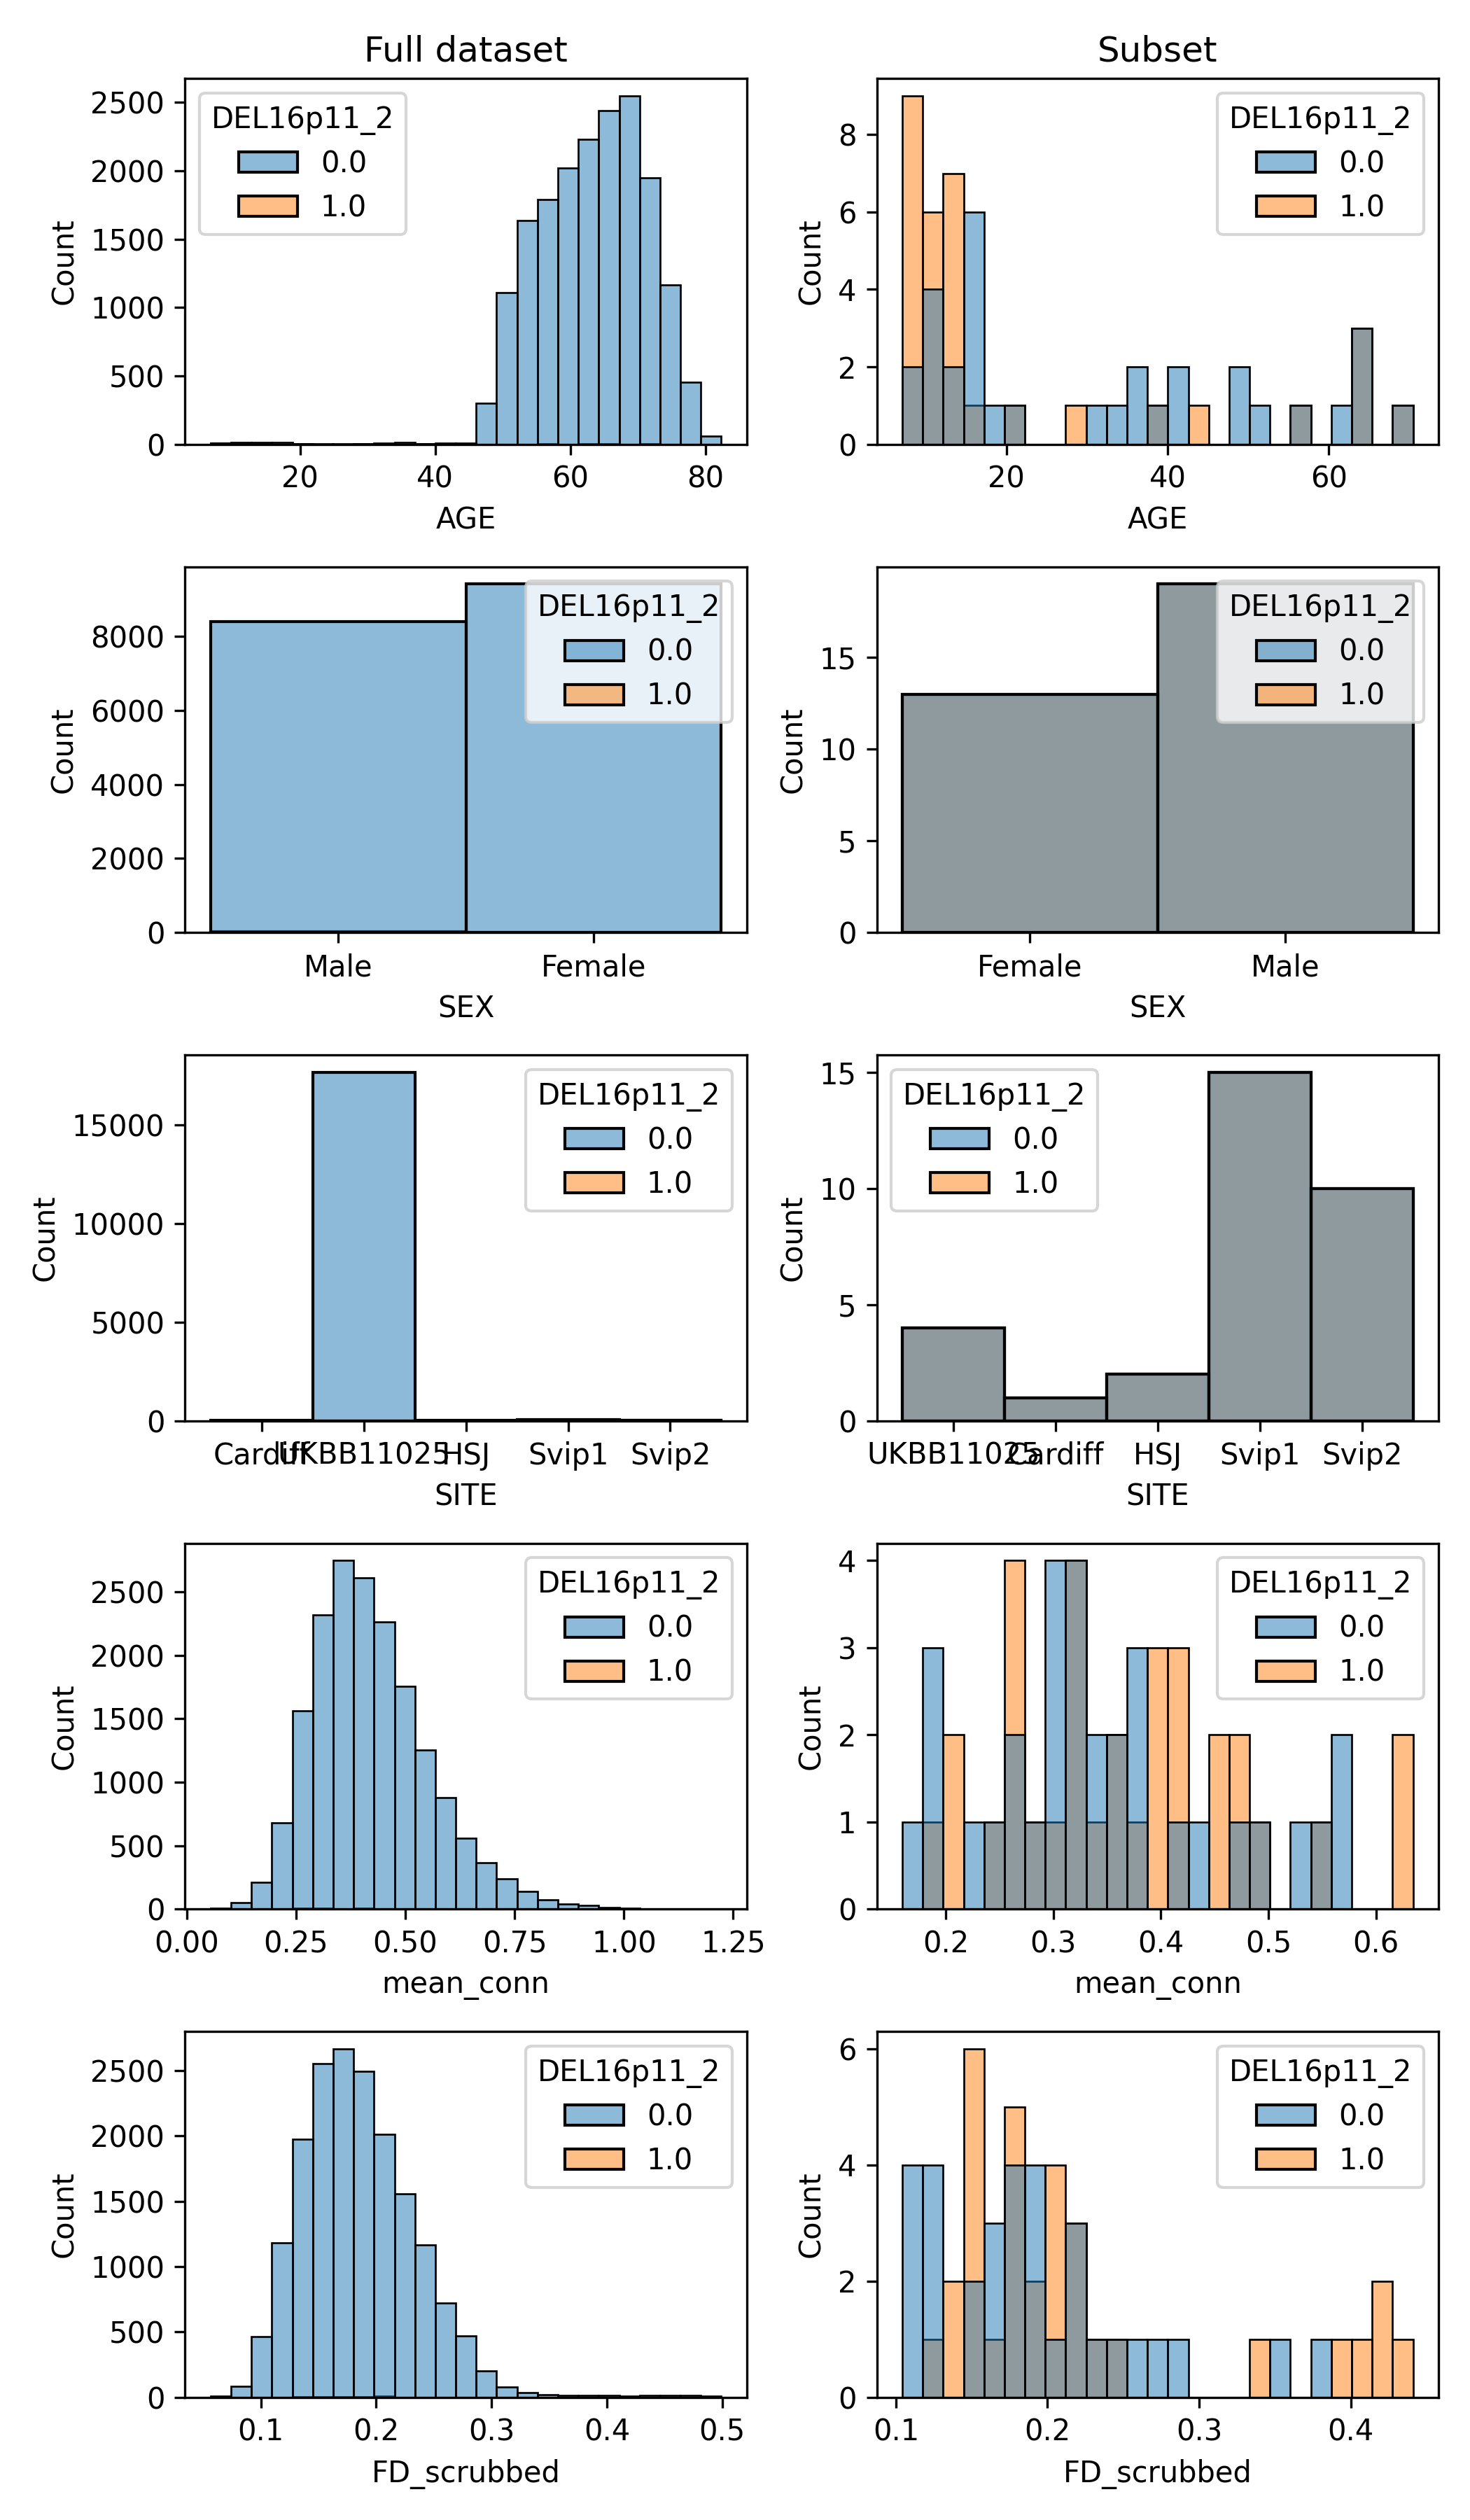 Full dataset
Subset
2500
2000
1500
1000
500
0
Count
DEL16p11_2
0.0
1.0
20 40 60 80
AGE
8
6
4
2
0
Count
DEL16p11_2
0.0
1.0
20 40 60
AGE
8000
6000
4000
2000
0
Count
DEL16p11_2
0.0
1.0
Male Female
SEX
15
10
5
0
Count
DEL16p11_2
0.0
1.0
Female Male
SEX
15000
10000
5000
0
Count
DEL16p11_2
0.0
1.0
Cardiff UKBB11025 HSJ Svip1 Svip2
SITE
15
10
5
0
Count
DEL16p11_2
0.0
1.0
UKBB11025 Cardiff HSJ Svip1 Svip2
SITE
2500
2000
1500
1000
500
0
Count
DEL16p11_2
0.0
1.0
0.00 0.25 0.50 0.75 1.00 1.25
mean_conn
4
3
2
1
0
Count
DEL16p11_2
0.0
1.0
0.2 0.3 0.4 0.5 0.6
mean_conn
2500
2000
1500
1000
500
0
Count
DEL16p11_2
0.0
1.0
0.1 0.2 0.3 0.4 0.5
FD_scrubbed
6
4
2
0
Count
DEL16p11_2
0.0
1.0
0.1 0.2 0.3 0.4
FD_scrubbed